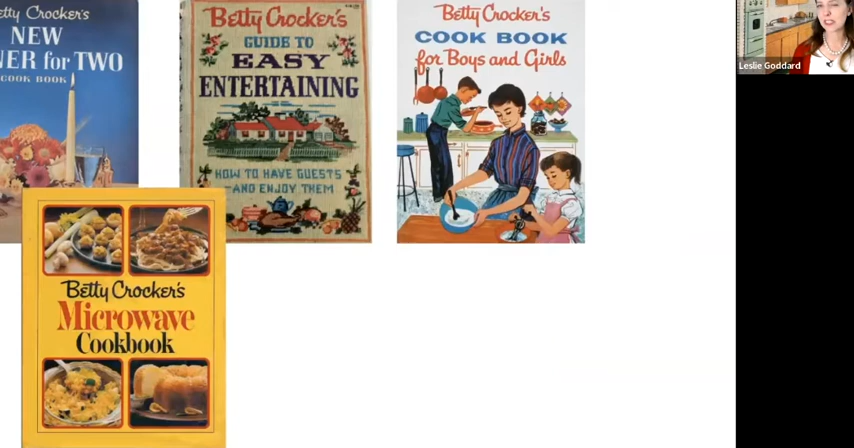 etty Crocker's
NEW
NER for TWO
COOK BOOK
Betty Crocker's
GUIDE TO
EASY
ENTERTAINING
HOW TO HAVE GUESTS
—AND ENJOY THEM
Betty Crocker's
COOK BOOK
for Boys and Girls
Leslie Goddard
Betty Crocker's
Microwave
Cookbook